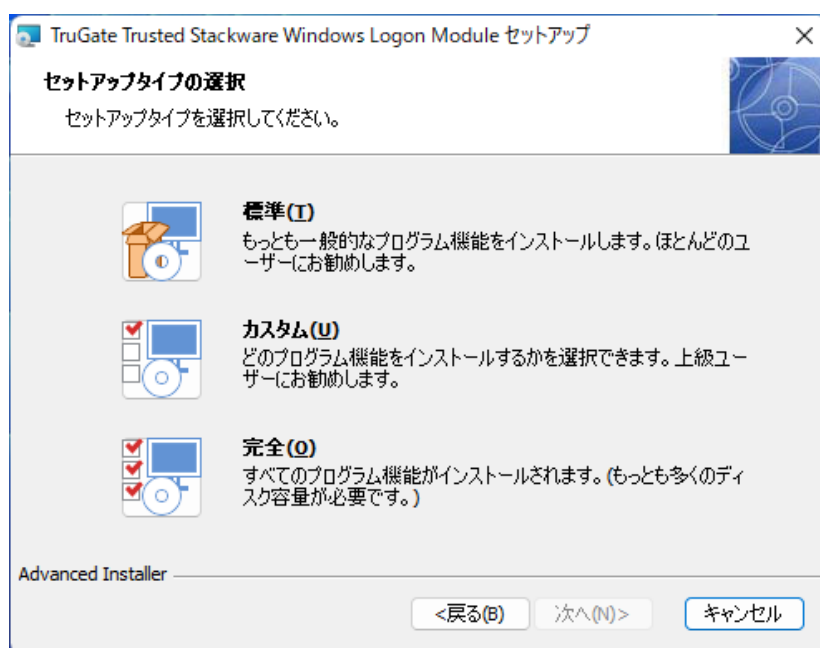 TruGate Trusted Stackware Windows Logon Module セットアップ
セットアップタイプの選択
セットアップタイプを選択してください。
標準(T)
もっとも一般的なプログラム機能をインストールします。ほとんどのユ
ーザーにお勧めします。
カスタム(U)
どのプログラム機能をインストールするかを選択できます。上級ユー
ザーにお勧めします。
完全(O)
すべてのプログラム機能がインストールされます。(もっとも多くのディ
スク容量が必要です。)
Advanced Installer
<戻る(B)
次へ(N)>
キャンセル